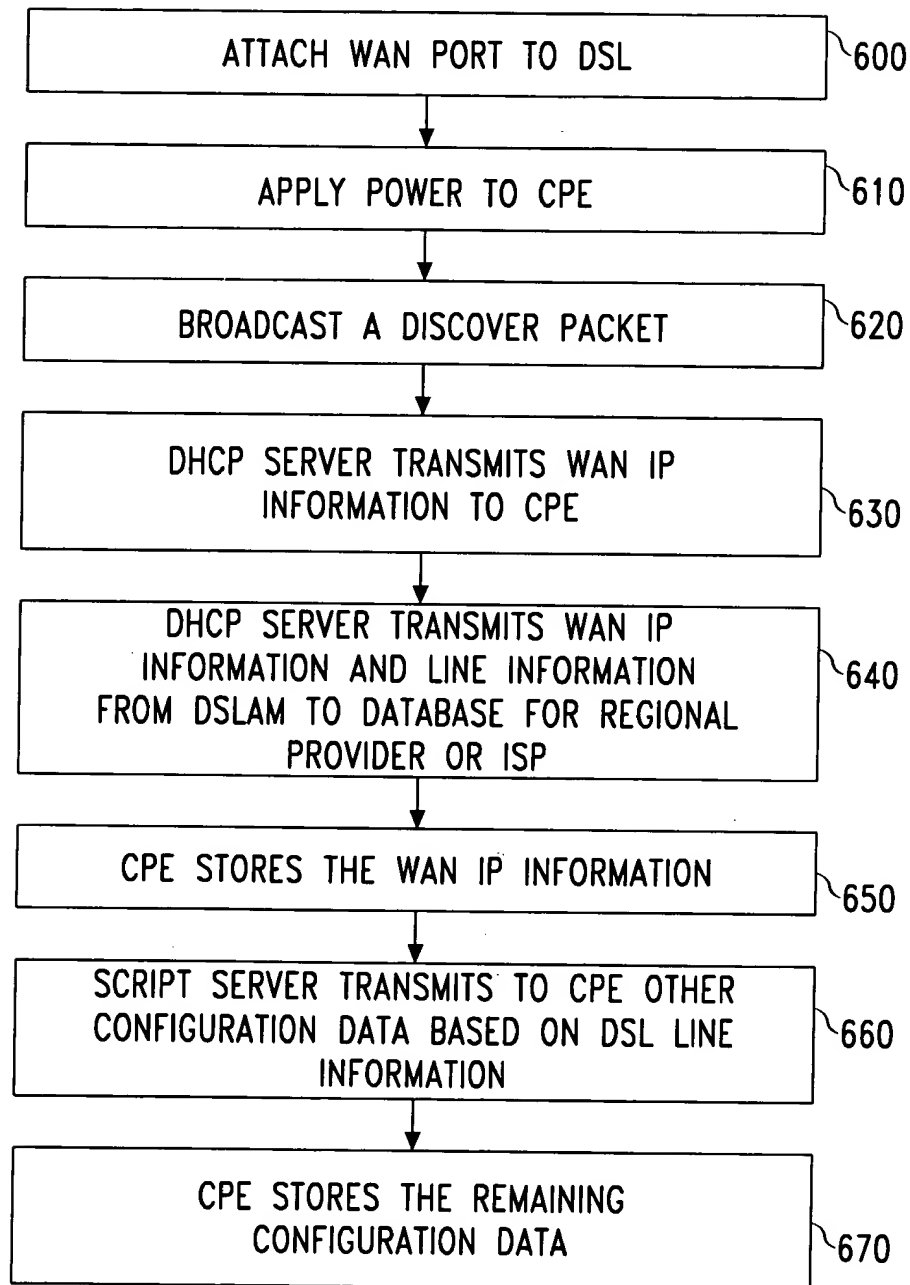 ATTACH WAN PORT TO DSL
600
APPLY POWER TO CPE
610
BROADCAST A DISCOVER PACKET
620
DHCP SERVER TRANSMITS WAN IP
INFORMATION TO CPE
630
DHCP SERVER TRANSMITS WAN IP
INFORMATION AND LINE INFORMATION
FROM DSLAM TO DATABASE FOR REGIONAL
PROVIDER OR ISP
640
CPE STORES THE WAN IP INFORMATION
650
SCRIPT SERVER TRANSMITS TO CPE OTHER
CONFIGURATION DATA BASED ON DSL LINE
INFORMATION
660
CPE STORES THE REMAINING
CONFIGURATION DATA
670